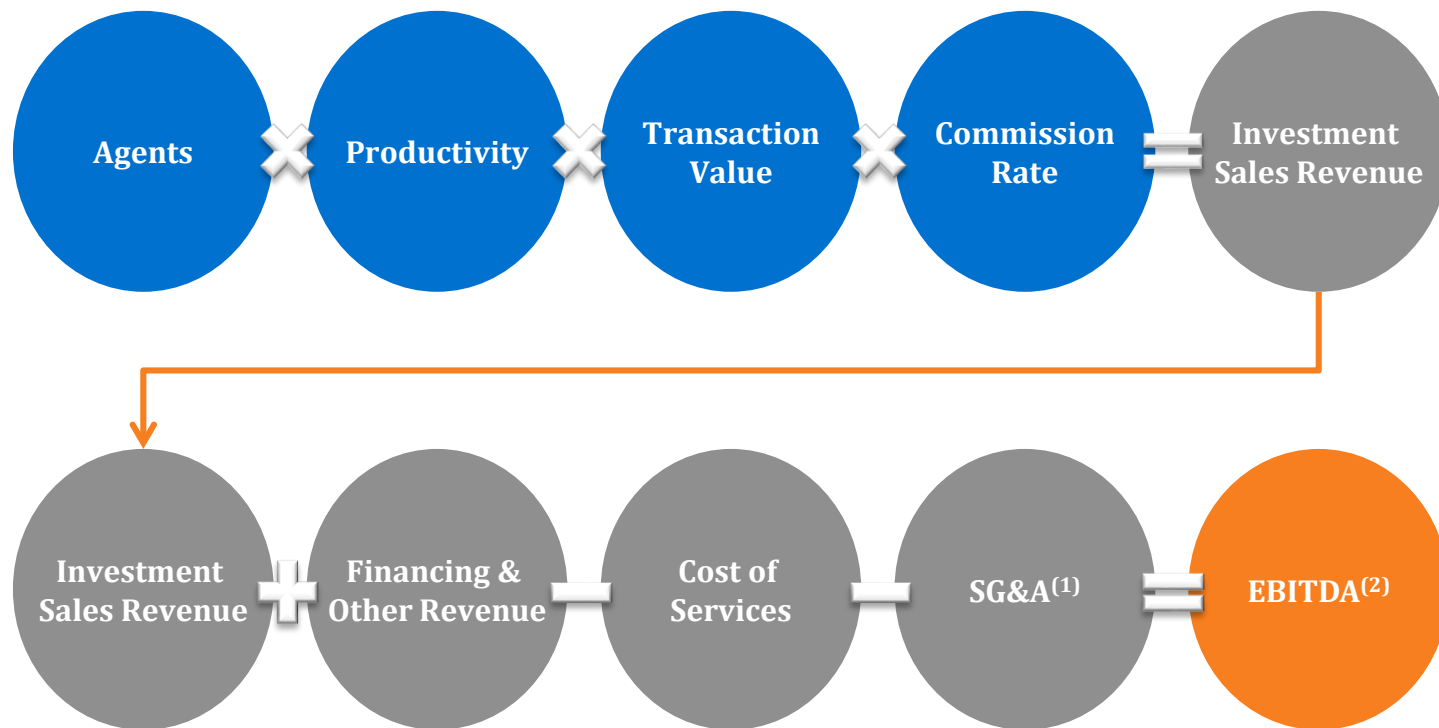 Agents
Productivity
Transaction
Value
Commission
Rate
Investment
Sales Revenue
Investment
Sales Revenue
Financing &
Other Revenue
Cost of
Services
SG&A(1)
EBITDA(2)